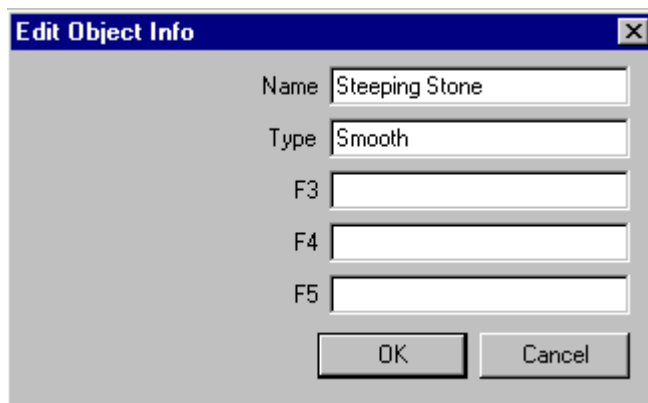 Edit Object Info
Name Steeping Stone
Type Smooth
F3
F4
F5
OK Cancel